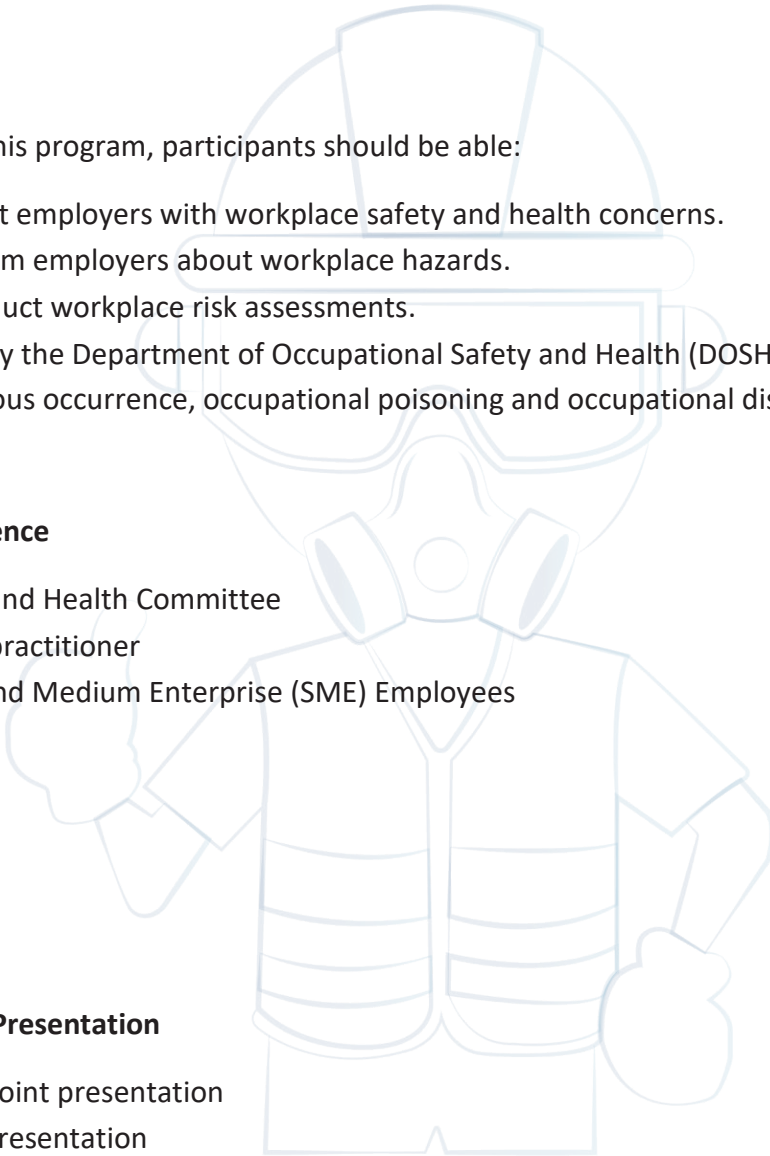 his program, participants should be able:
t employers with workplace safety and health concerns.
m employers about workplace hazards.
uct workplace risk assessments.
y the Department of Occupational Safety and Health (DOSH
ous occurrence, occupational poisoning and occupational dis
ence
nd Health Committee
practitioner
nd Medium Enterprise (SME) Employees
Presentation
oint presentation
resentation